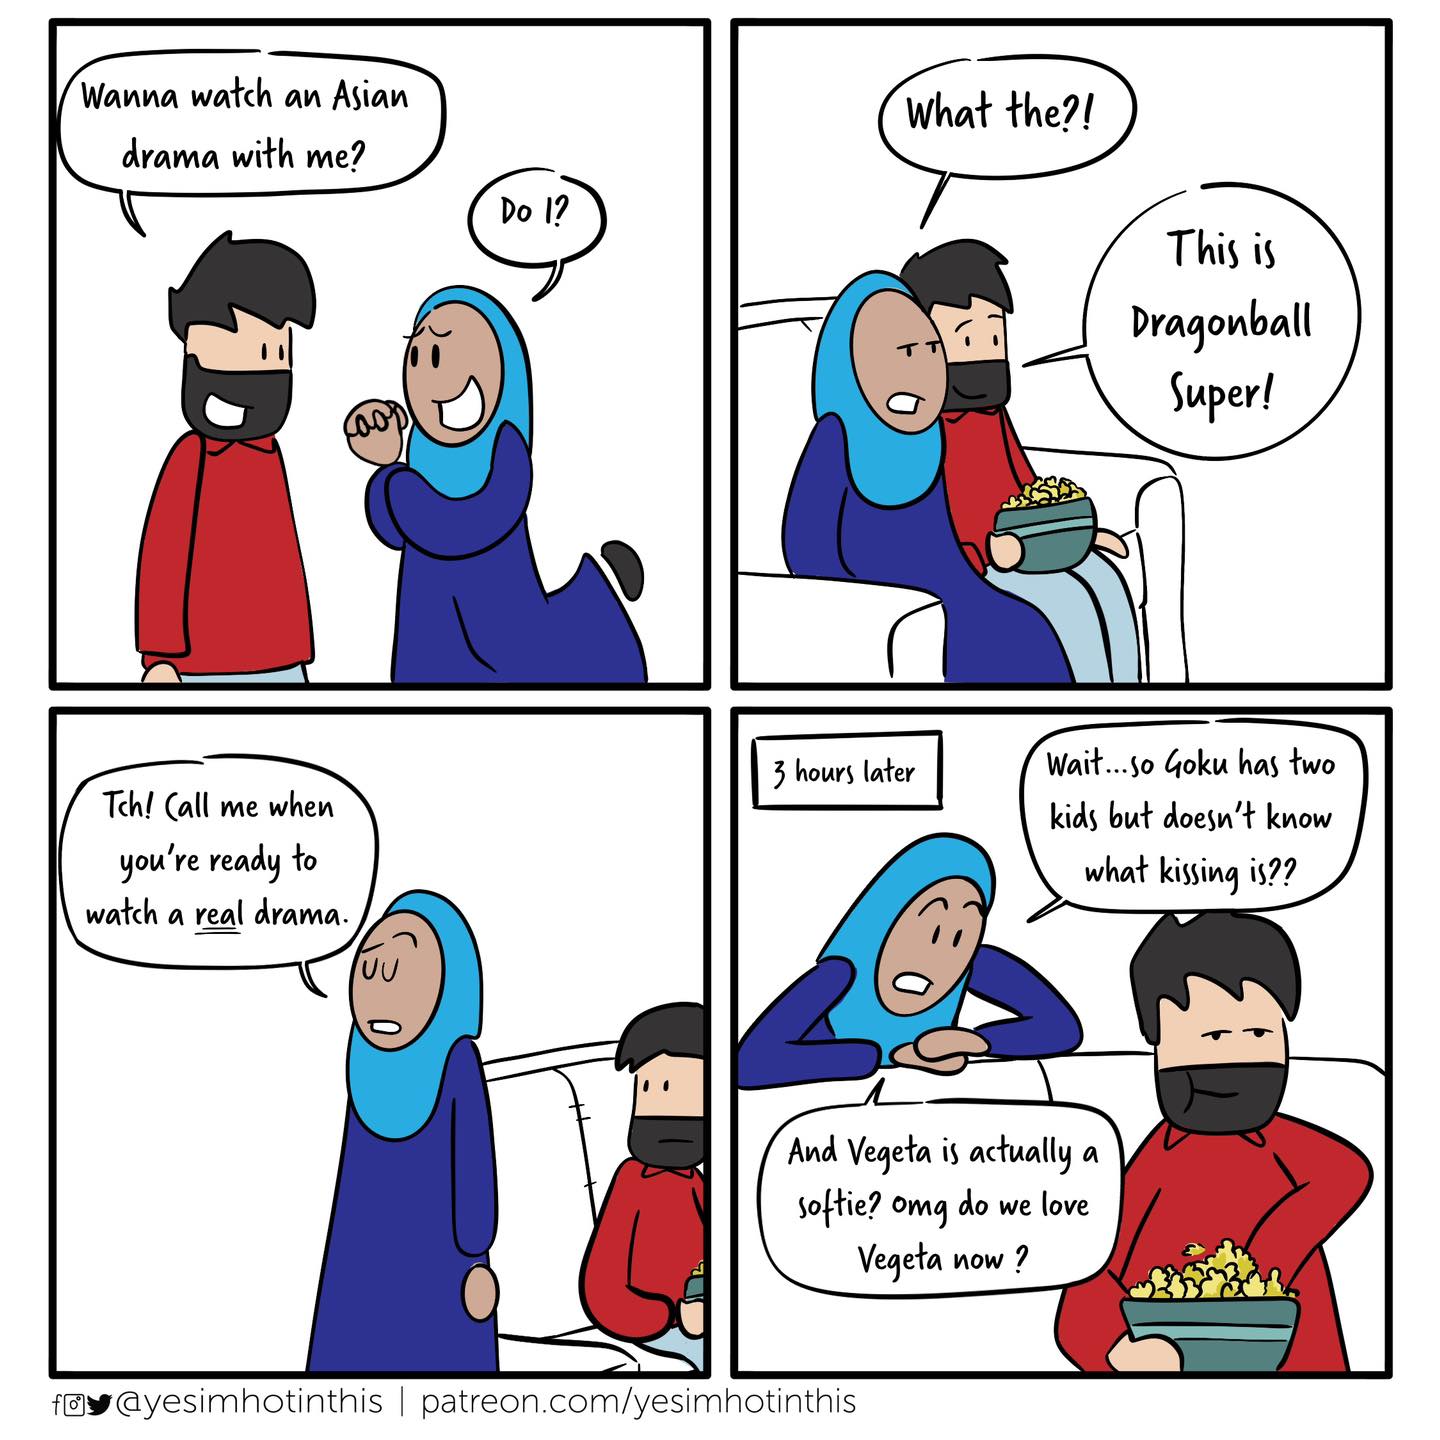 Wanna watch an Asian
drama with me?
Do I?
What the?!
This is
Dragonball
Super!
Tch! Call me when
you're ready to
watch a real drama.
3 hours later
Wait...so Goku has two
kids but doesn't know
what kissing is??
And Vegeta is actually a
softie? omg do we love
Vegeta now ?
@yesimhotinthis | patreon.com/yesimhotinthis